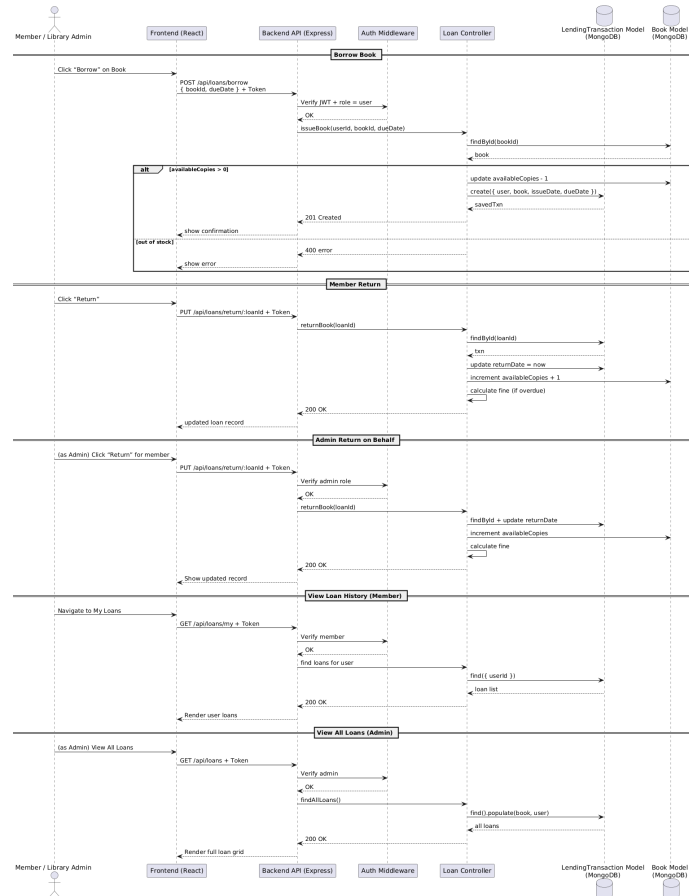 Member / Library Admin
Frontend (React)
Backend API (Express)
Auth Middleware
Loan Controller
LendingTransaction Model
(MongoDB)
Book Model
(MongoDB)
Borrow Book
Click "Borrow" on Book
POST /api/loans/borrow
{ bookId, dueDate } + Token
Verify JWT + role = user
OK
issueBook(userId, bookId, dueDate)
findById(bookId)
book
alt
[availableCopies > 0]
update availableCopies - 1
create({ user, book, issueDate, dueDate })
savedTxn
201 Created
show confirmation
[out of stock]
400 error
show error
Member Return
Click "Return"
PUT /api/loans/return/:loanId + Token
returnBook(loanId)
findById(loanId)
txn
update returnDate = now
increment availableCopies + 1
calculate fine (if overdue)
200 OK
updated loan record
Admin Return on Behalf
(as Admin) Click "Return" for member
PUT /api/loans/return/:loanId + Token
Verify admin role
OK
returnBook(loanId)
findById + update returnDate
increment availableCopies
calculate fine
200 OK
Show updated record
View Loan History (Member)
Navigate to My Loans
GET /api/loans/my + Token
Verify member
OK
find loans for user
find({ userId })
loan list
200 OK
Render user loans
View All Loans (Admin)
(as Admin) View All Loans
GET /api/loans + Token
Verify admin
OK
findAllLoans()
find().populate(book, user)
all loans
200 OK
Render full loan grid
Member / Library Admin
Frontend (React)
Backend API (Express)
Auth Middleware
Loan Controller
LendingTransaction Model
(MongoDB)
Book Model
(MongoDB)